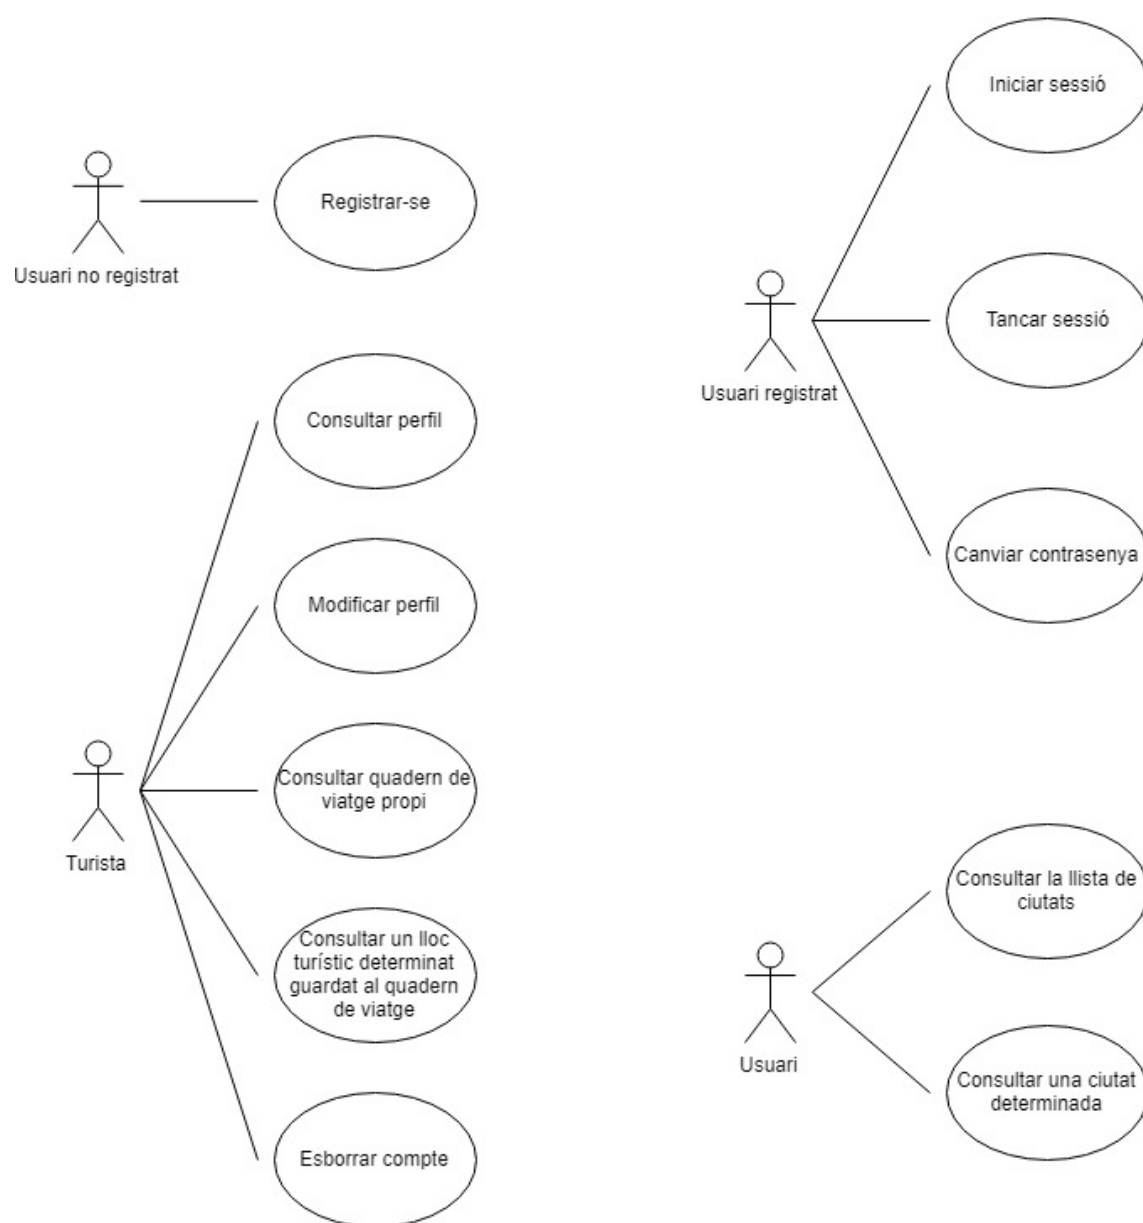 Registrar-se
Usuari no registrat
Consultar perfil
Modificar perfil
Consultar quadern de
viatge propi
Turista
Consultar un lloc
turístic determinat
guardat al quadern
de viatge
Esborrar compte
Iniciar sessió
Tancar sessió
Usuari registrat
Canviar contrasenya
Consultar la llista de
ciutats
Usuari
Consultar una ciutat
determinada